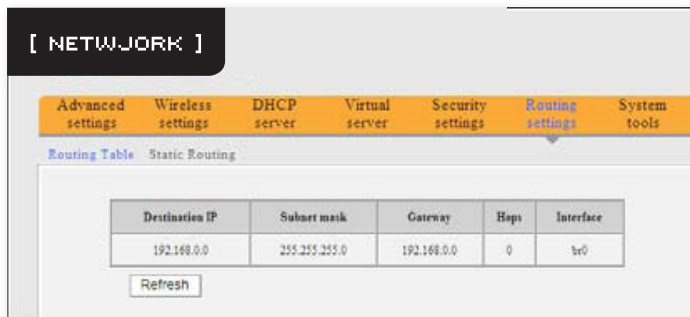 [ NETWJORK ]
Advanced settings Wireless settings DHCP server Virtual server Security settings Routing settings System tools
Routing Table Static Routing
Destination IP Subnet mask Gateway Hops Interface
192.168.0.0 255.255.255.0 192.168.0.0 0 br0
Refresh